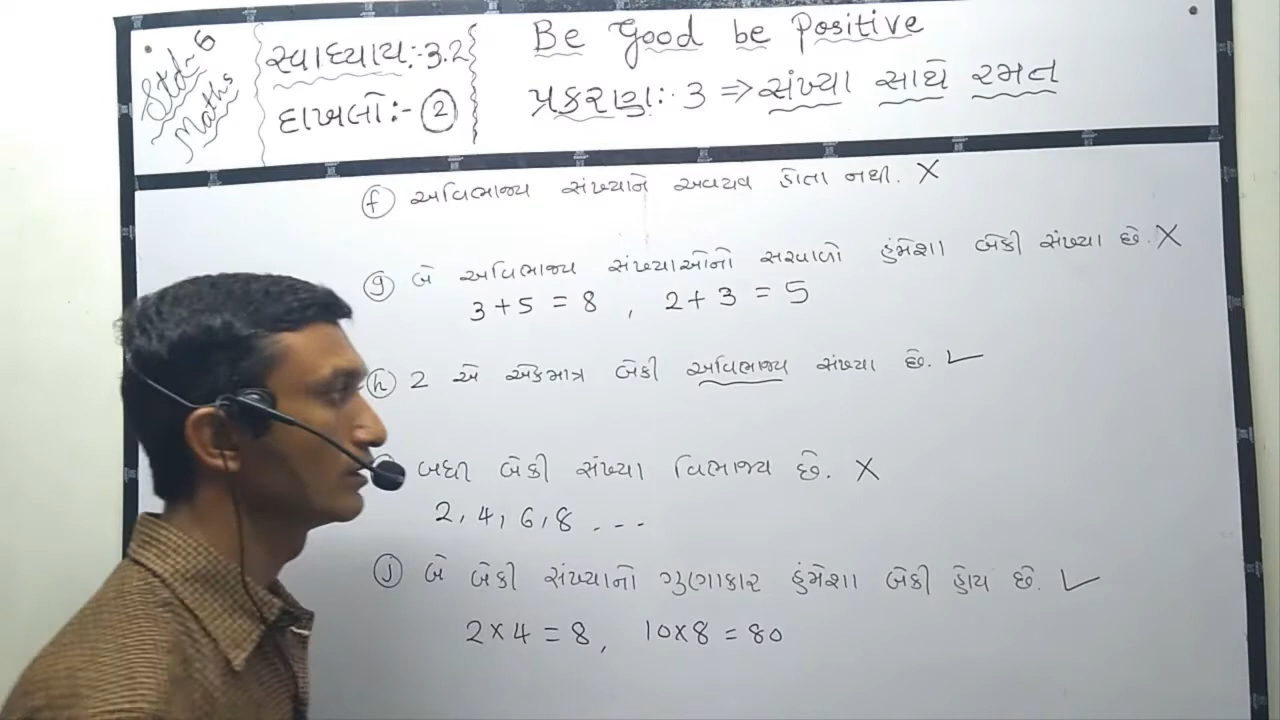 Std-6
Maths
સ્વાધ્યાય:-૩.2
દાખલો:- ②
Be Good be Positive
પ્રકરણ:- 3 ⇒ સંખ્યા સાથે રમત
ⓕ અવિભાજ્ય સંખ્યાને અવયવ હોતા નથી. X
ⓖ બે અવિભાજ્ય સંખ્યાઓનો સરવાળો હંમેશા બેકી સંખ્યા છે. X
3 + 5 = 8 , 2 + 3 = 5
ⓗ 2 એ એકમાત્ર બેકી અવિભાજ્ય સંખ્યા છે. ✓
બધી બેકી સંખ્યા વિભાજ્ય છે. X
2, 4, 6, 8 . - - -
ⓙ બે બેકી સંખ્યાનો ગુણાકાર હંમેશા બેકી હોય છે. ✓
2 × 4 = 8 , 10 × 8 = 80